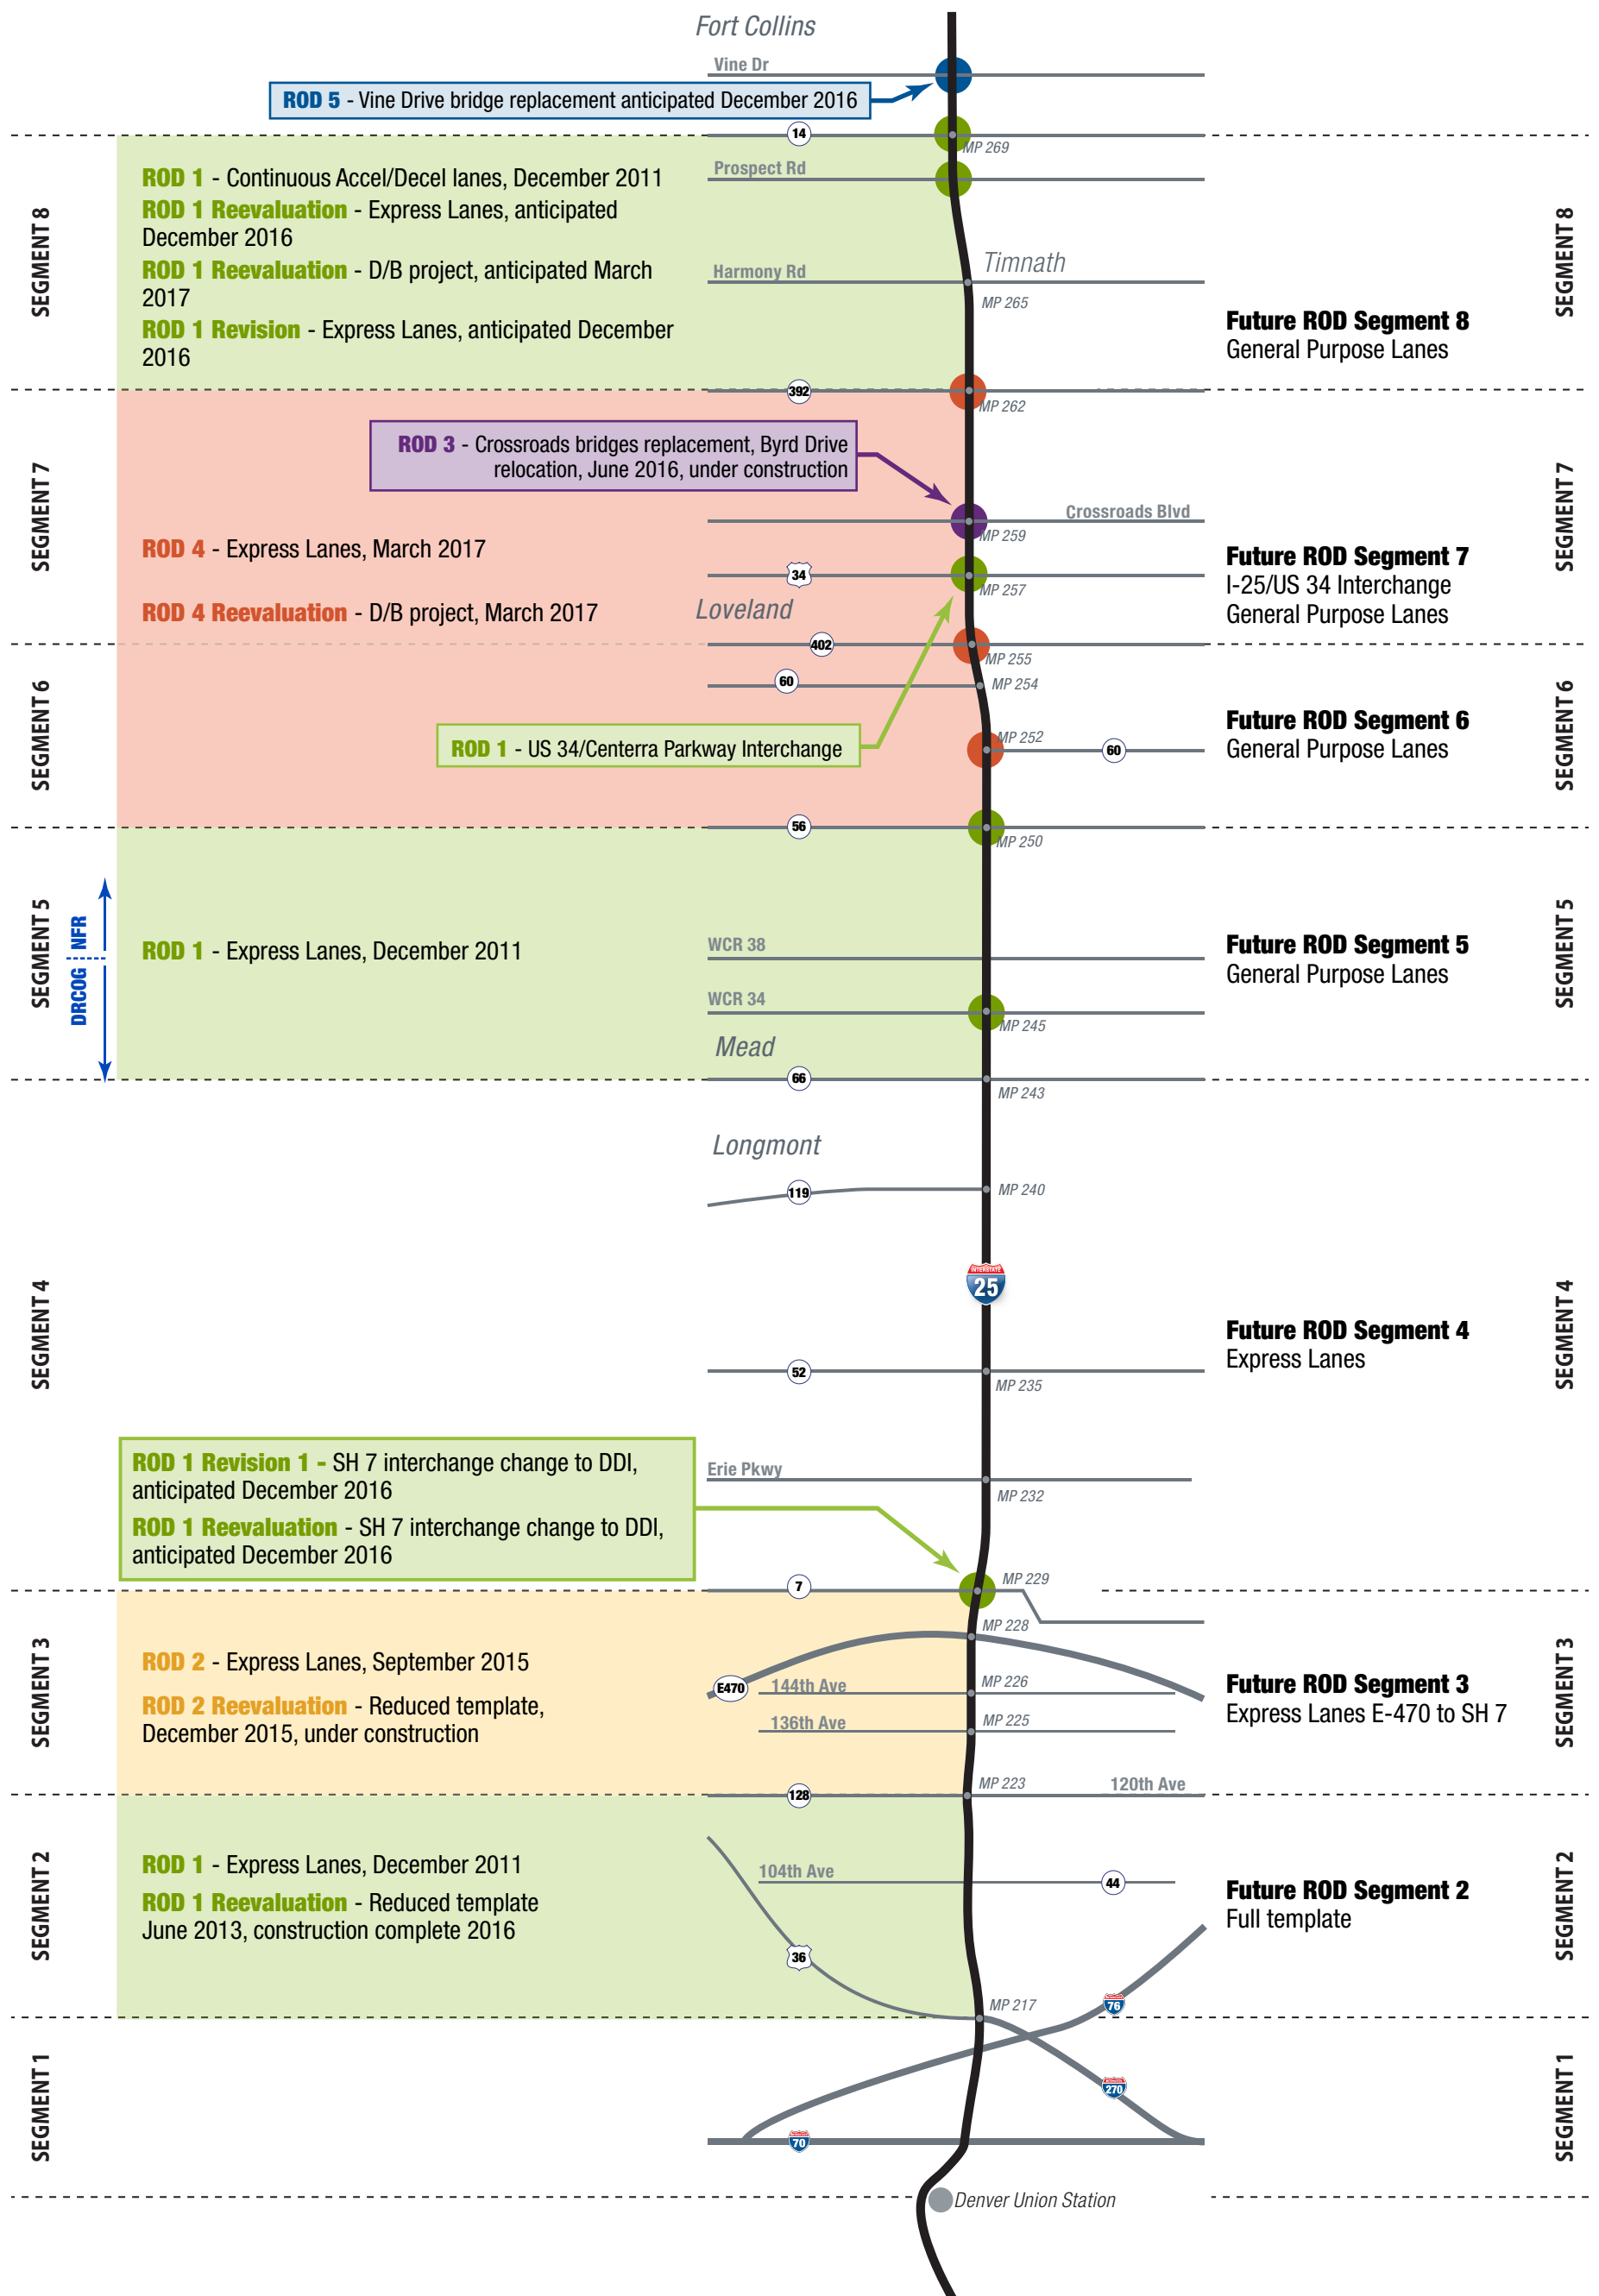 Fort Collins
Vine Dr
ROD 5 - Vine Drive bridge replacement anticipated December 2016
14
MP 269
SEGMENT 8
ROD 1 - Continuous Accel/Decel lanes, December 2011
ROD 1 Reevaluation - Express Lanes, anticipated
December 2016
ROD 1 Reevaluation - D/B project, anticipated March
2017
ROD 1 Revision - Express Lanes, anticipated December
2016
Prospect Rd
Harmony Rd
Timnath
MP 265
Future ROD Segment 8
General Purpose Lanes
SEGMENT 8
392
MP 262
SEGMENT 7
ROD 3 - Crossroads bridges replacement, Byrd Drive
relocation, June 2016, under construction
Crossroads Blvd
MP 259
ROD 4 - Express Lanes, March 2017
34
MP 257
ROD 4 Reevaluation - D/B project, March 2017
Loveland
Future ROD Segment 7
I-25/US 34 Interchange
General Purpose Lanes
SEGMENT 7
402
MP 255
SEGMENT 6
60
MP 254
ROD 1 - US 34/Centerra Parkway Interchange
MP 252
60
Future ROD Segment 6
General Purpose Lanes
SEGMENT 6
56
MP 250
SEGMENT 5
NFR
DRCOG
ROD 1 - Express Lanes, December 2011
WCR 38
WCR 34
MP 245
Mead
Future ROD Segment 5
General Purpose Lanes
SEGMENT 5
66
MP 243
Longmont
119
MP 240
INTERSTATE
25
SEGMENT 4
Future ROD Segment 4
Express Lanes
SEGMENT 4
52
MP 235
ROD 1 Revision 1 - SH 7 interchange change to DDI,
anticipated December 2016
ROD 1 Reevaluation - SH 7 interchange change to DDI,
anticipated December 2016
Erie Pkwy
MP 232
7
MP 229
MP 228
SEGMENT 3
ROD 2 - Express Lanes, September 2015
ROD 2 Reevaluation - Reduced template,
December 2015, under construction
E470
144th Ave
MP 226
136th Ave
MP 225
Future ROD Segment 3
Express Lanes E-470 to SH 7
SEGMENT 3
128
MP 223
120th Ave
SEGMENT 2
ROD 1 - Express Lanes, December 2011
ROD 1 Reevaluation - Reduced template
June 2013, construction complete 2016
104th Ave
44
36
Future ROD Segment 2
Full template
SEGMENT 2
MP 217
76
SEGMENT 1
270
70
SEGMENT 1
Denver Union Station